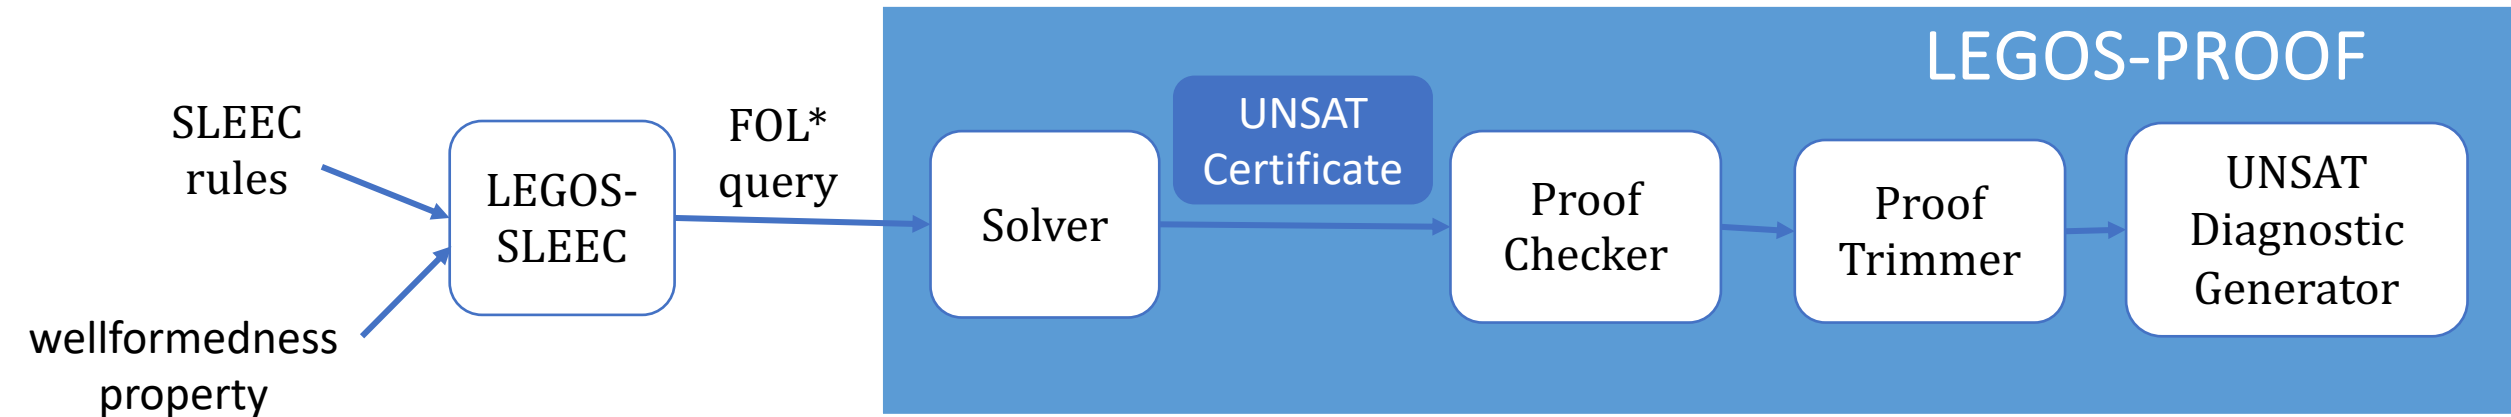 LEGOS-PROOF
SLEEC
rules
wellformedness
property
LEGOS-
SLEEC
FOL*
query
Solver
UNSAT
Certificate
Proof
Checker
Proof
Trimmer
UNSAT
Diagnostic
Generator